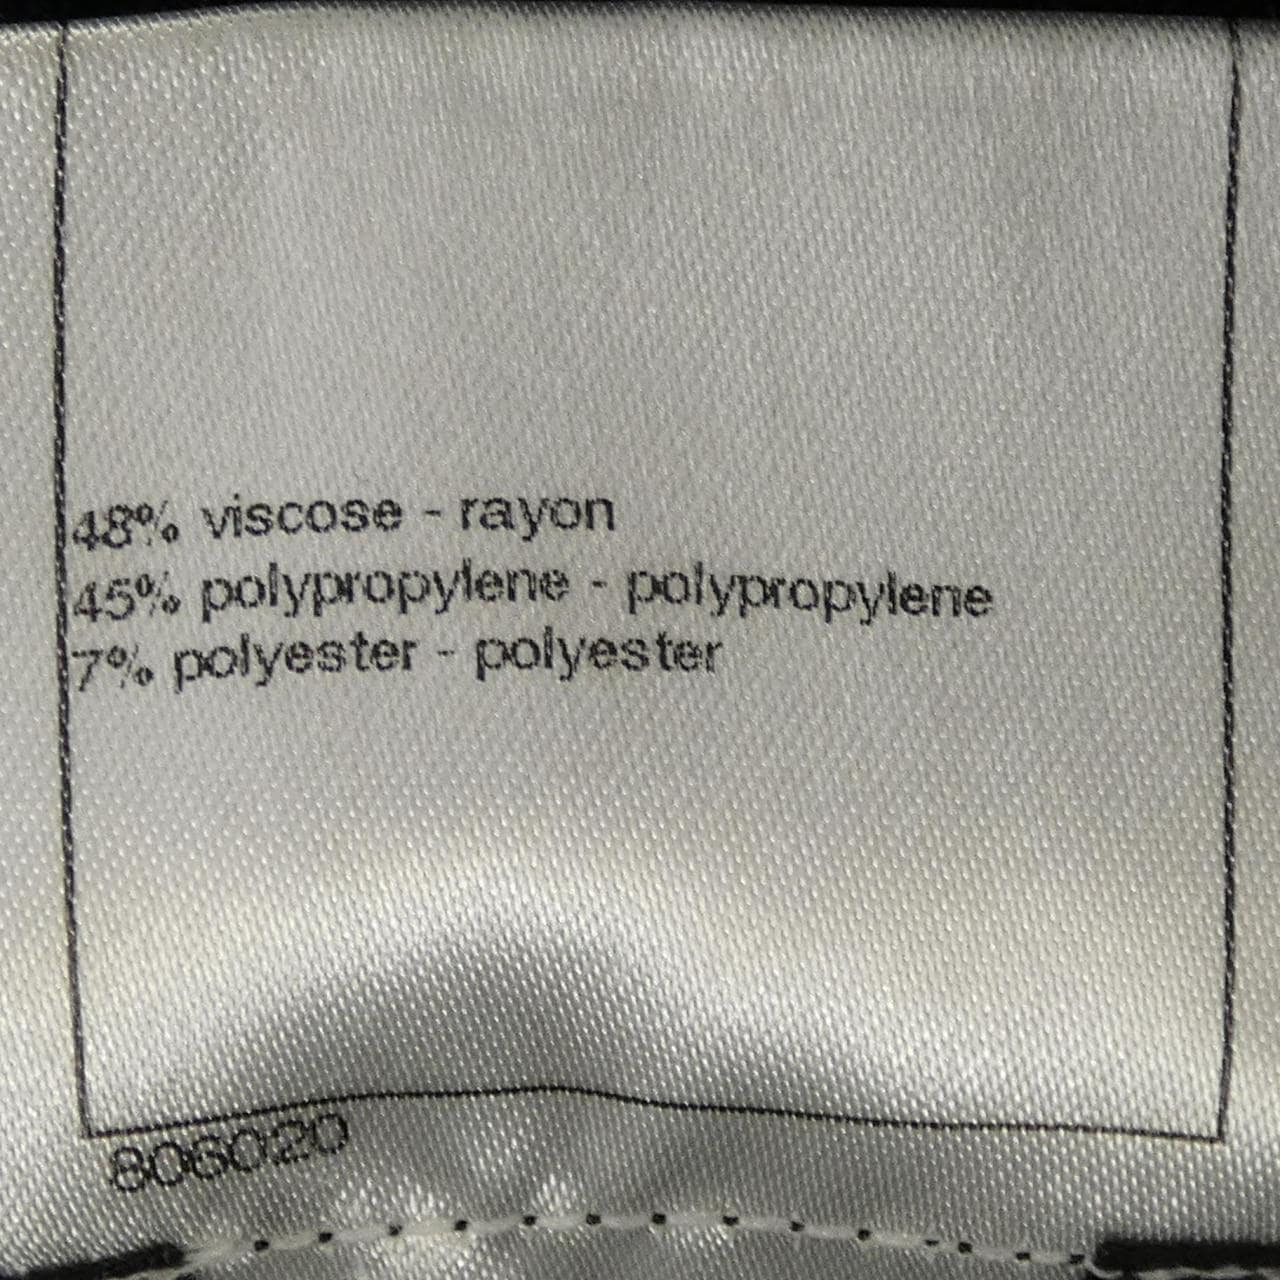 48% viscose - rayon
45% polypropylene - polypropylene
7% polyester - polyester
806020